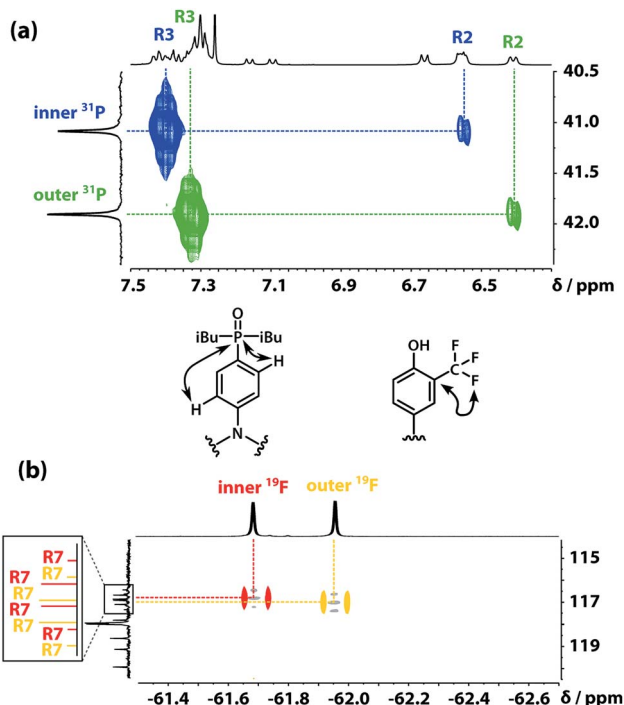 (a)
R3
R3
R2
R2
inner ³¹P
outer ³¹P
40.5
41.0
41.5
42.0
7.5 7.3 7.1 6.9 6.7 6.5 δ / ppm
O
iBu P iBu
H
H
N
OH
F
C F
F
(b)
inner ¹⁹F outer ¹⁹F
R7
R7
R7
R7
R7
R7
R7
R7
115
117
119
-61.4 -61.6 -61.8 -62.0 -62.2 -62.4 -62.6